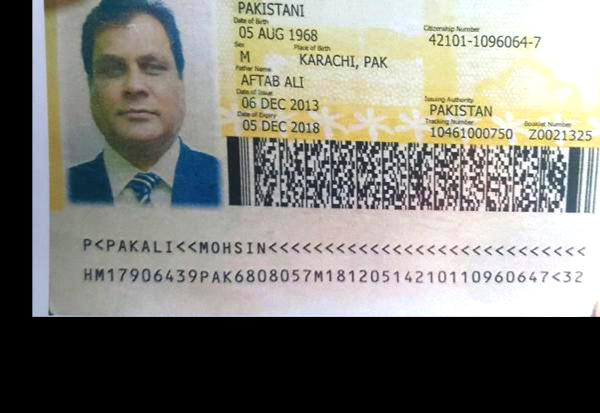 PAKISTANI
Date of Birth
05 AUG 1968
Citizenship Number
42101-1096064-7
Sex Place of Birth
M KARACHI, PAK
Father Name
AFTAB ALI
Date of Issue
06 DEC 2013
Issuing Authority
PAKISTAN
Date of Expiry
05 DEC 2018
Tracking Number Booklet Number
10461000750 Z0021325
P<PAKALI<<MOHSIN<<<<<<<<<<<<<<<<<<<<<<<<<<<<
HM17906439PAK6808057M18120514210110960647<32